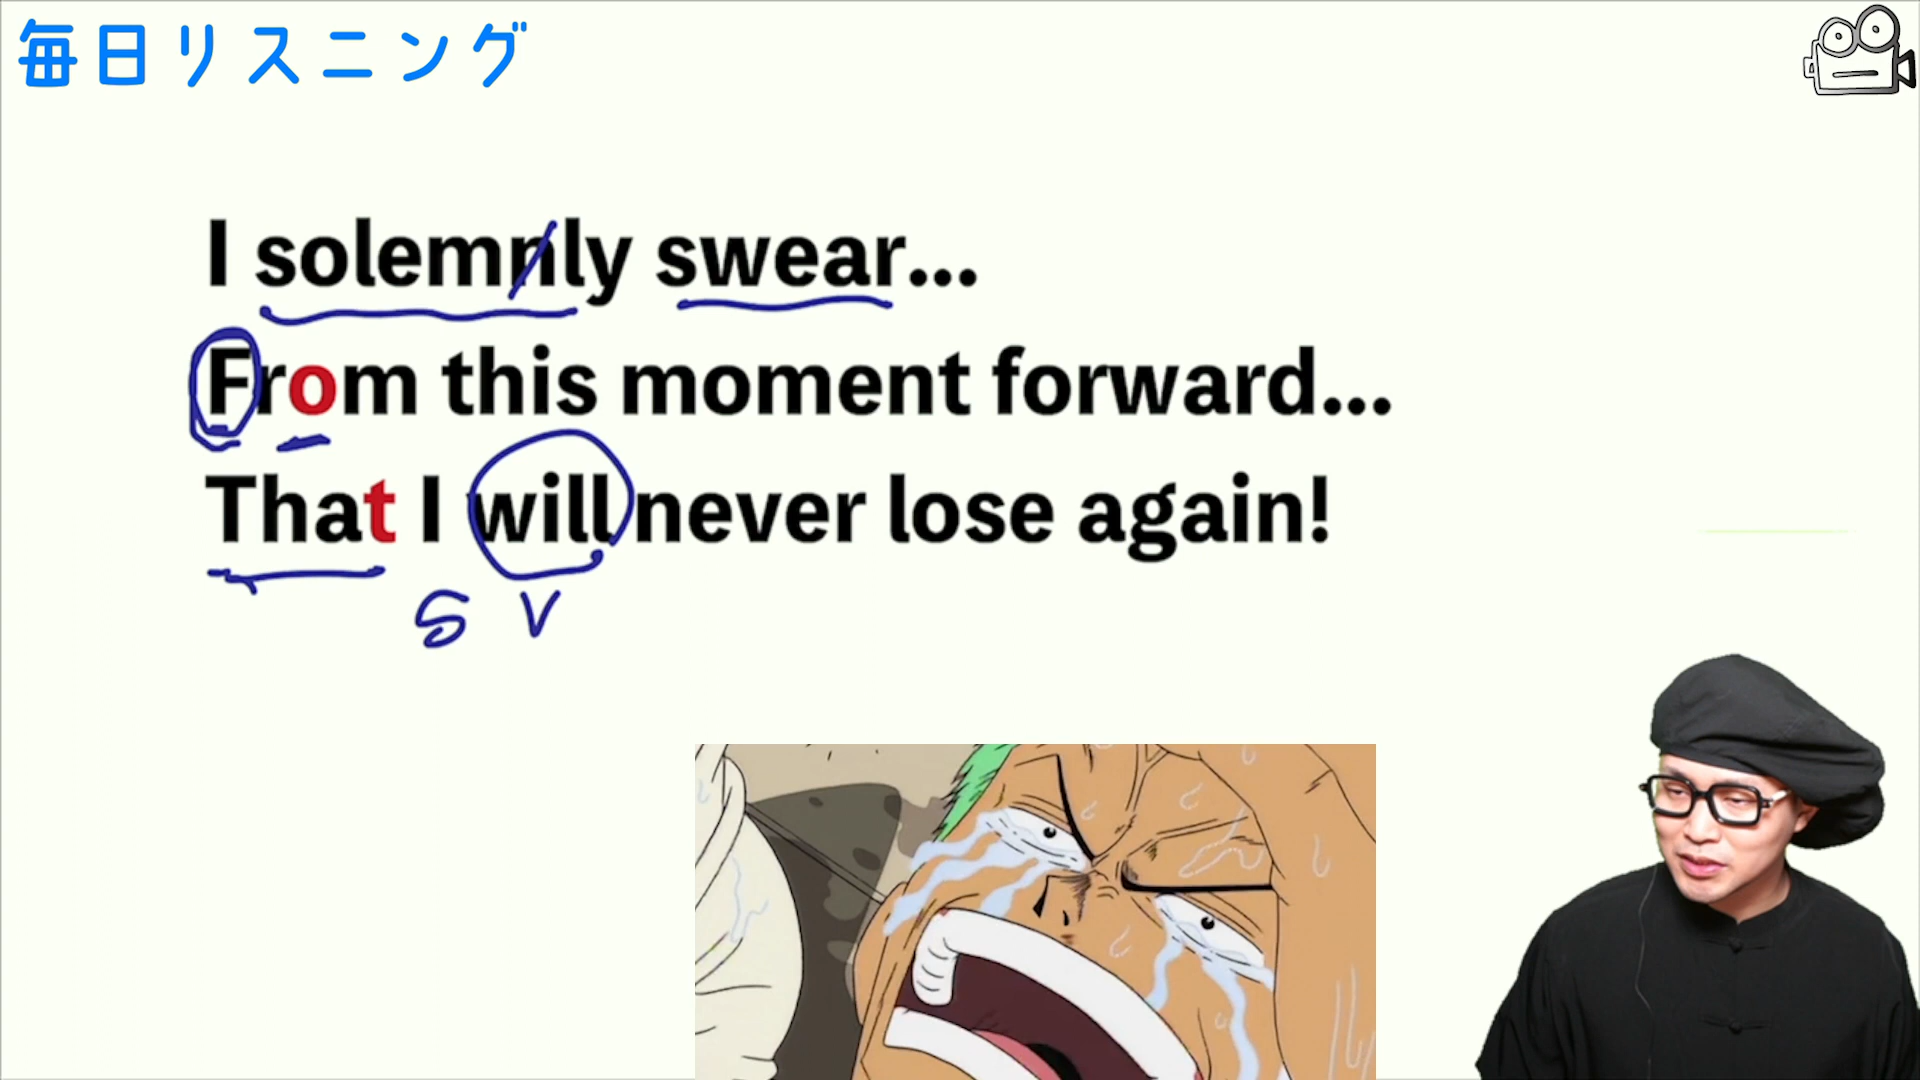 毎日リスニング
I solemnly swear...
From this moment forward...
That I will never lose again!
S V